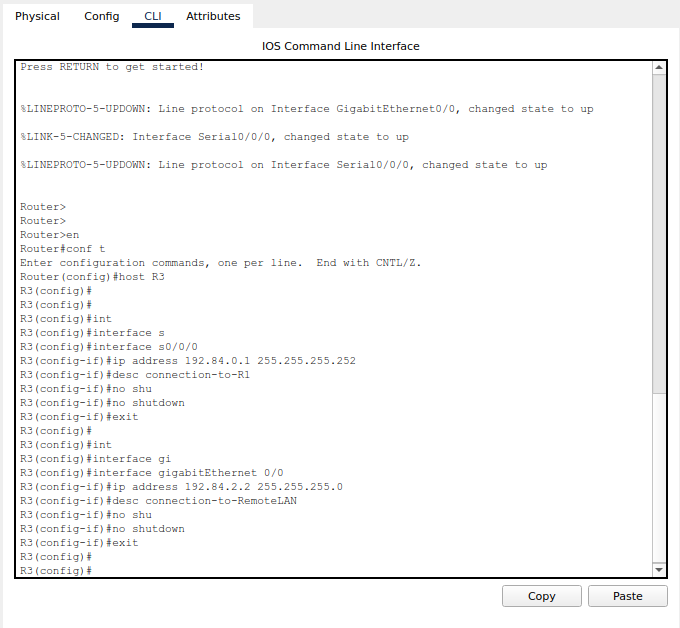 Physical Config CLI Attributes
IOS Command Line Interface
Press RETURN to get started!
%LINEPROTO-5-UPDOWN: Line protocol on Interface GigabitEthernet0/0, changed state to up
%LINK-5-CHANGED: Interface Serial0/0/0, changed state to up
%LINEPROTO-5-UPDOWN: Line protocol on Interface Serial0/0/0, changed state to up
Router>
Router>
Router>en
Router#conf t
Enter configuration commands, one per line.  End with CNTL/Z.
Router(config)#host R3
R3(config)#
R3(config)#
R3(config)#int
R3(config)#interface s
R3(config)#interface s0/0/0
R3(config-if)#ip address 192.84.0.1 255.255.255.252
R3(config-if)#desc connection-to-R1
R3(config-if)#no shu
R3(config-if)#no shutdown
R3(config-if)#exit
R3(config)#
R3(config)#int
R3(config)#interface gi
R3(config)#interface gigabitEthernet 0/0
R3(config-if)#ip address 192.84.2.2 255.255.255.0
R3(config-if)#desc connection-to-RemoteLAN
R3(config-if)#no shu
R3(config-if)#no shutdown
R3(config-if)#exit
R3(config)#
R3(config)#
Copy Paste